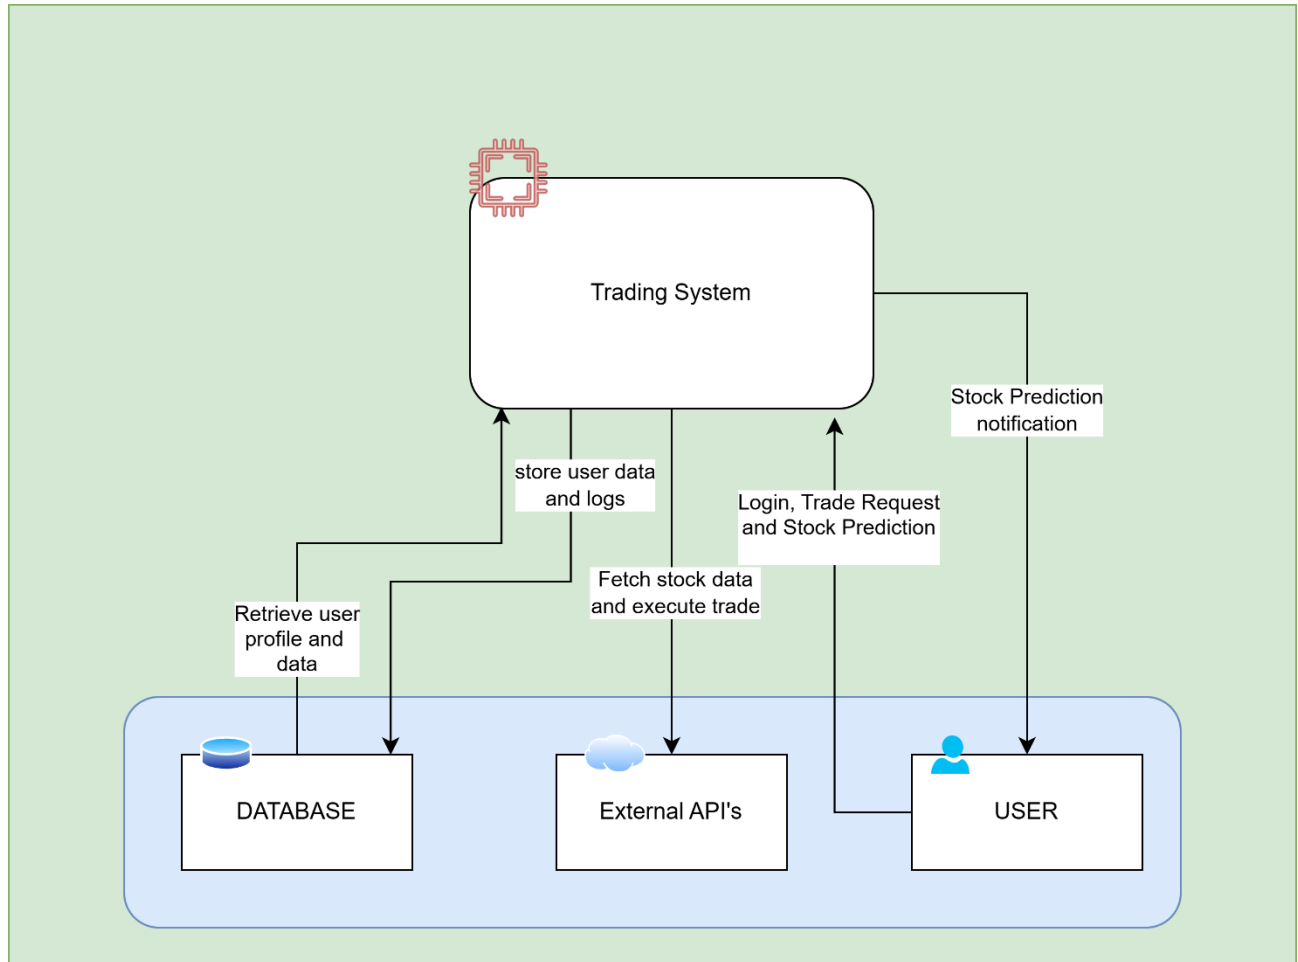 Trading System
Stock Prediction
notification
store user data
and logs
Login, Trade Request
and Stock Prediction
Fetch stock data
and execute trade
Retrieve user
profile and
data
DATABASE
External API's
USER